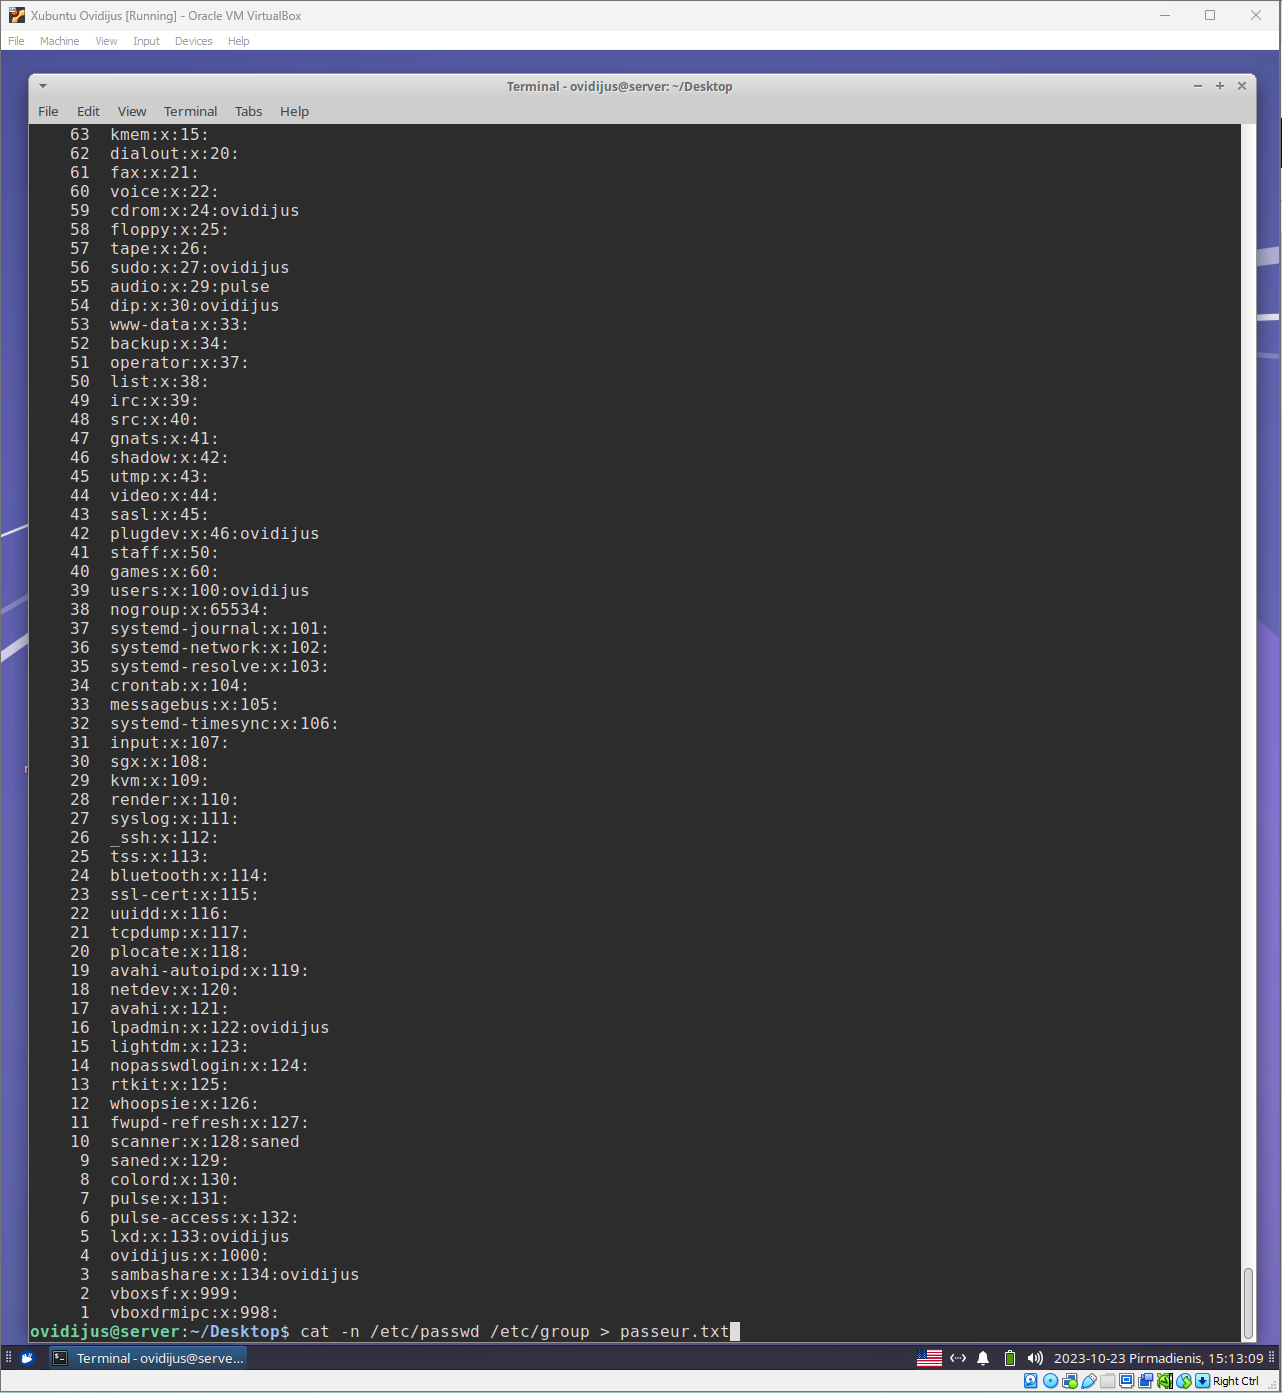 Xubuntu Ovidijus [Running] - Oracle VM VirtualBox
File Machine View Input Devices Help
Terminal - ovidijus@server: ~/Desktop
File Edit View Terminal Tabs Help
63 kmem:x:15:
62 dialout:x:20:
61 fax:x:21:
60 voice:x:22:
59 cdrom:x:24:ovidijus
58 floppy:x:25:
57 tape:x:26:
56 sudo:x:27:ovidijus
55 audio:x:29:pulse
54 dip:x:30:ovidijus
53 www-data:x:33:
52 backup:x:34:
51 operator:x:37:
50 list:x:38:
49 irc:x:39:
48 src:x:40:
47 gnats:x:41:
46 shadow:x:42:
45 utmp:x:43:
44 video:x:44:
43 sasl:x:45:
42 plugdev:x:46:ovidijus
41 staff:x:50:
40 games:x:60:
39 users:x:100:ovidijus
38 nogroup:x:65534:
37 systemd-journal:x:101:
36 systemd-network:x:102:
35 systemd-resolve:x:103:
34 crontab:x:104:
33 messagebus:x:105:
32 systemd-timesync:x:106:
31 input:x:107:
30 sgx:x:108:
29 kvm:x:109:
28 render:x:110:
27 syslog:x:111:
26 _ssh:x:112:
25 tss:x:113:
24 bluetooth:x:114:
23 ssl-cert:x:115:
22 uuidd:x:116:
21 tcpdump:x:117:
20 plocate:x:118:
19 avahi-autoipd:x:119:
18 netdev:x:120:
17 avahi:x:121:
16 lpadmin:x:122:ovidijus
15 lightdm:x:123:
14 nopasswdlogin:x:124:
13 rtkit:x:125:
12 whoopsie:x:126:
11 fwupd-refresh:x:127:
10 scanner:x:128:saned
9 saned:x:129:
8 colord:x:130:
7 pulse:x:131:
6 pulse-access:x:132:
5 lxd:x:133:ovidijus
4 ovidijus:x:1000:
3 sambashare:x:134:ovidijus
2 vboxsf:x:999:
1 vboxdrmipc:x:998:
ovidijus@server:~/Desktop$ cat -n /etc/passwd /etc/group > passeur.txt
Terminal - ovidijus@serve... 2023-10-23 Pirmadienis, 15:13:09
Right Ctrl